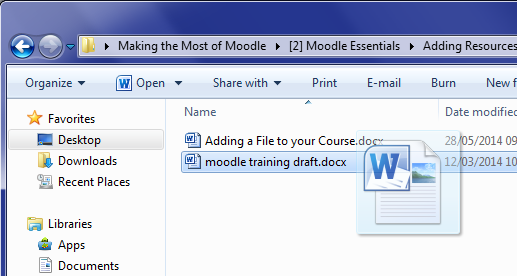 Making the Most of Moodle [2] Moodle Essentials Adding Resources
Organize Open Share with Print E-mail Burn New f
Name Date modified
Favorites
Desktop
Downloads
Recent Places
Libraries
Apps
Documents
Adding a File to your Course.docx 28/05/2014 09
moodle training draft.docx 12/03/2014 10